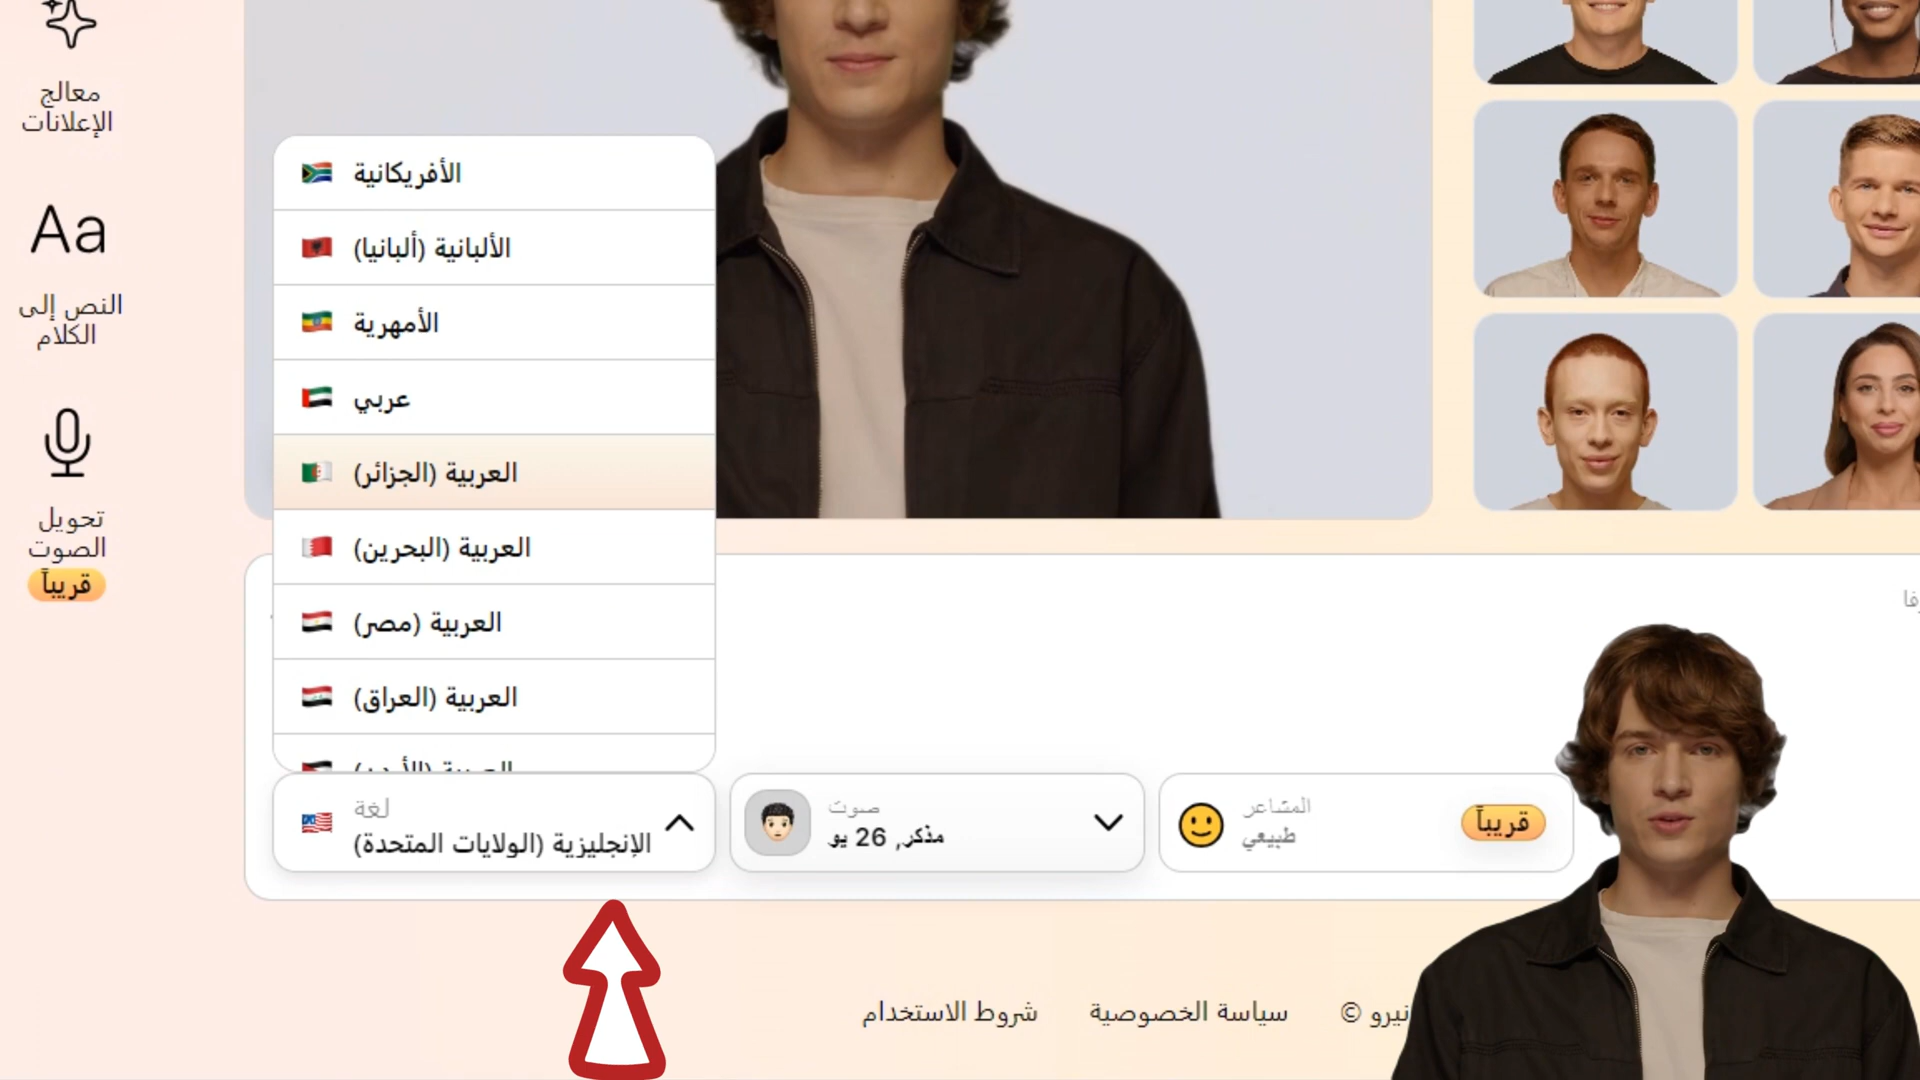 معالج
الإعلانات
Aa
النص إلى
الكلام
تحويل
الصوت
قريباً
الأفريكانية
الألبانية (ألبانيا)
الأمهرية
عربي
العربية (الجزائر)
العربية (البحرين)
العربية (مصر)
العربية (العراق)
لغة
الإنجليزية (الولايات المتحدة)
صوت
مذكر, 26 يو
المشاعر
طبيعي
قريباً
شروط الاستخدام
سياسة الخصوصية
نيرو ©